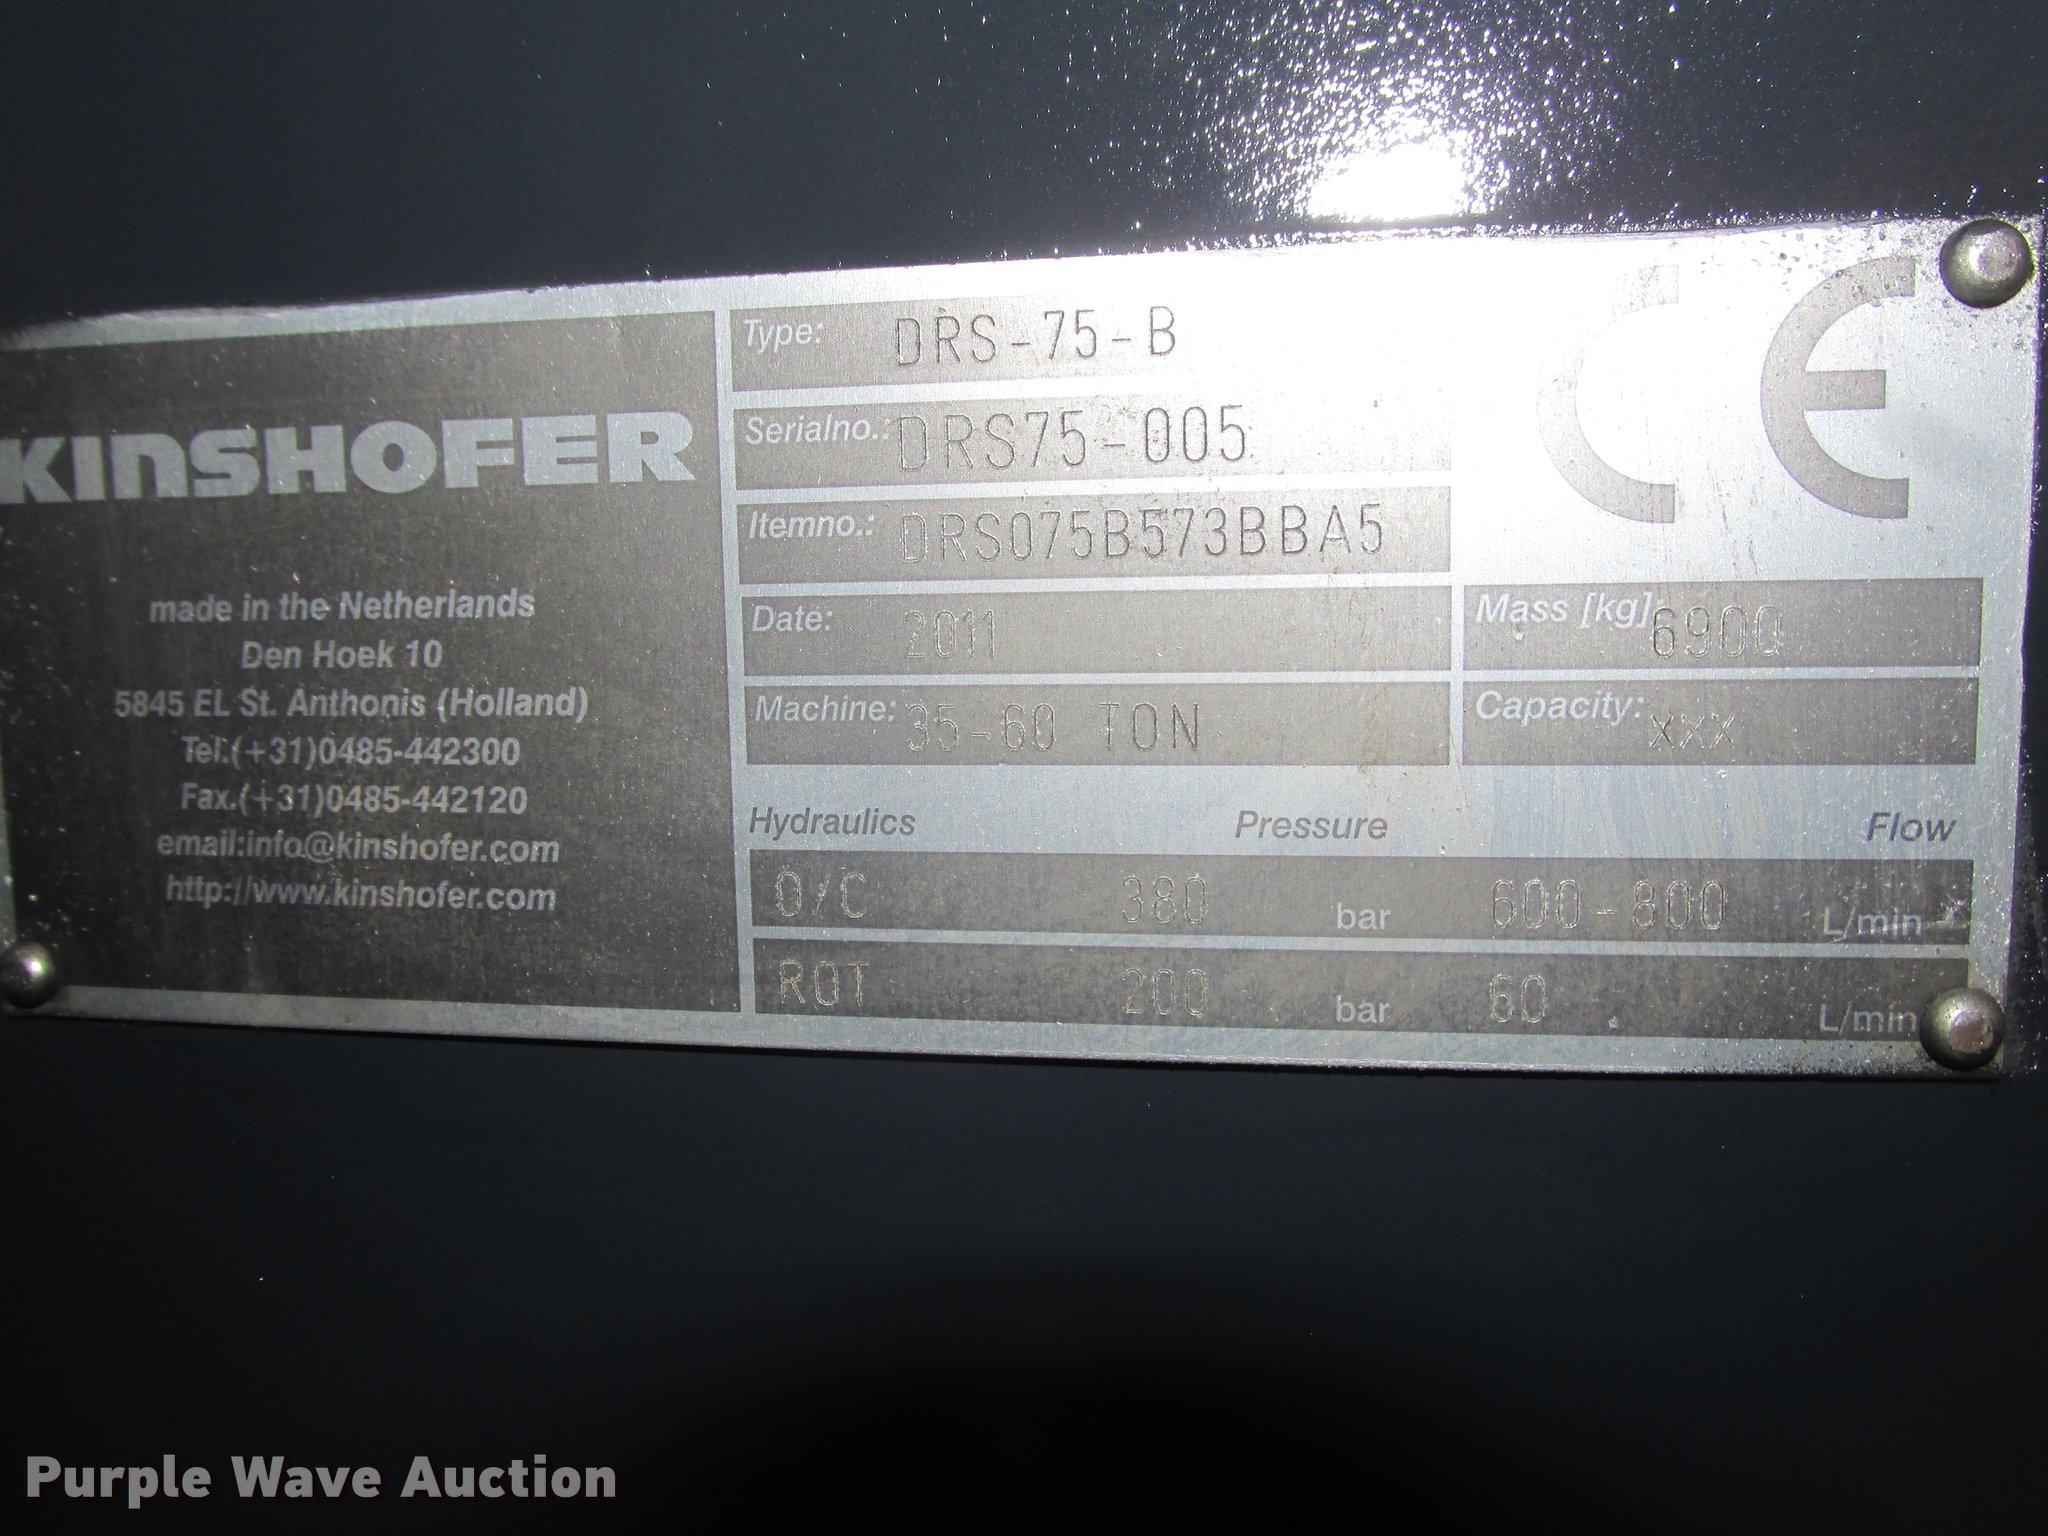 KINSHOFER
made in the Netherlands
Den Hoek 10
5845 EL St. Anthonis (Holland)
Tel.(+31)0485-442300
Fax.(+31)0485-442120
email:info@kinshofer.com
http://www.kinshofer.com
Type: DRS-75-B
Serialno.: DRS75-005
Itemno.: DRS075B573BBA5
Date: 2011
Machine: 35-60 TON
CE
Mass [kg]: 6900
Capacity: xxx
Hydraulics Pressure Flow
O/C 380 bar 600-800 L/min
ROT 200 bar 60 L/min
Purple Wave Auction